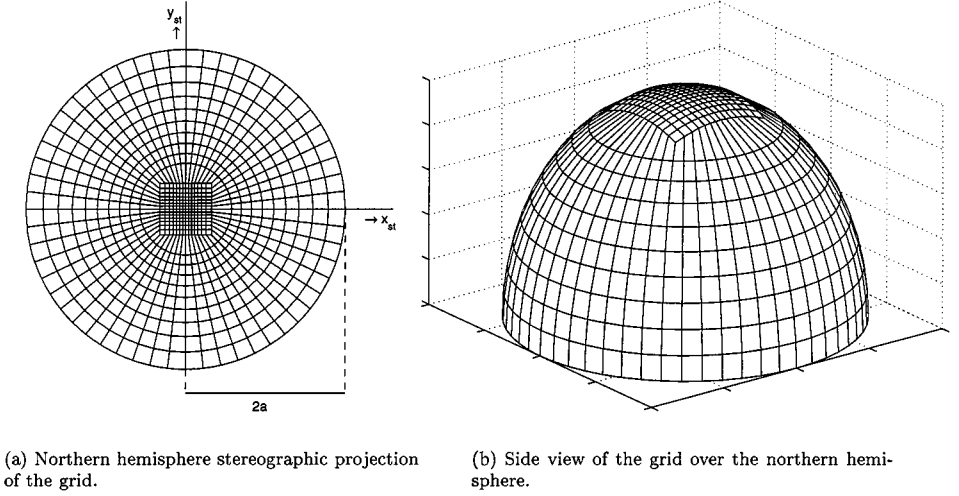 y_st
↑
→ x_st
2a
(a) Northern hemisphere stereographic projection
of the grid.
(b) Side view of the grid over the northern hemi-
sphere.